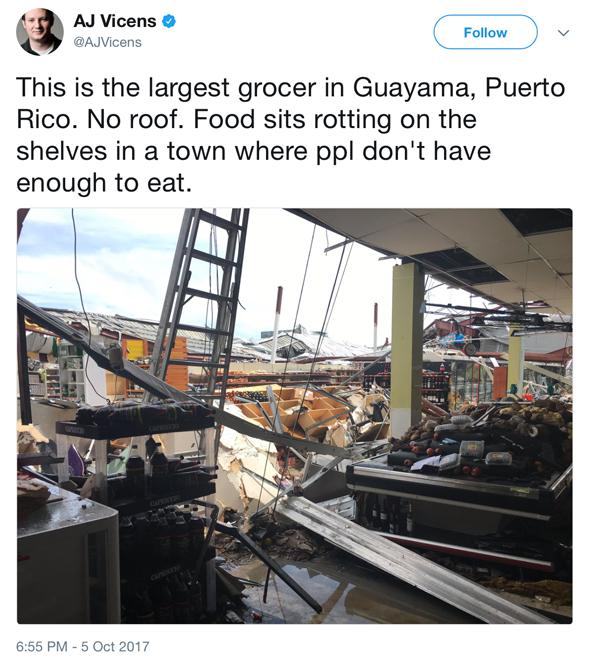 AJ Vicens
@AJVicens
Follow
This is the largest grocer in Guayama, Puerto
Rico. No roof. Food sits rotting on the
shelves in a town where ppl don't have
enough to eat.
6:55 PM - 5 Oct 2017